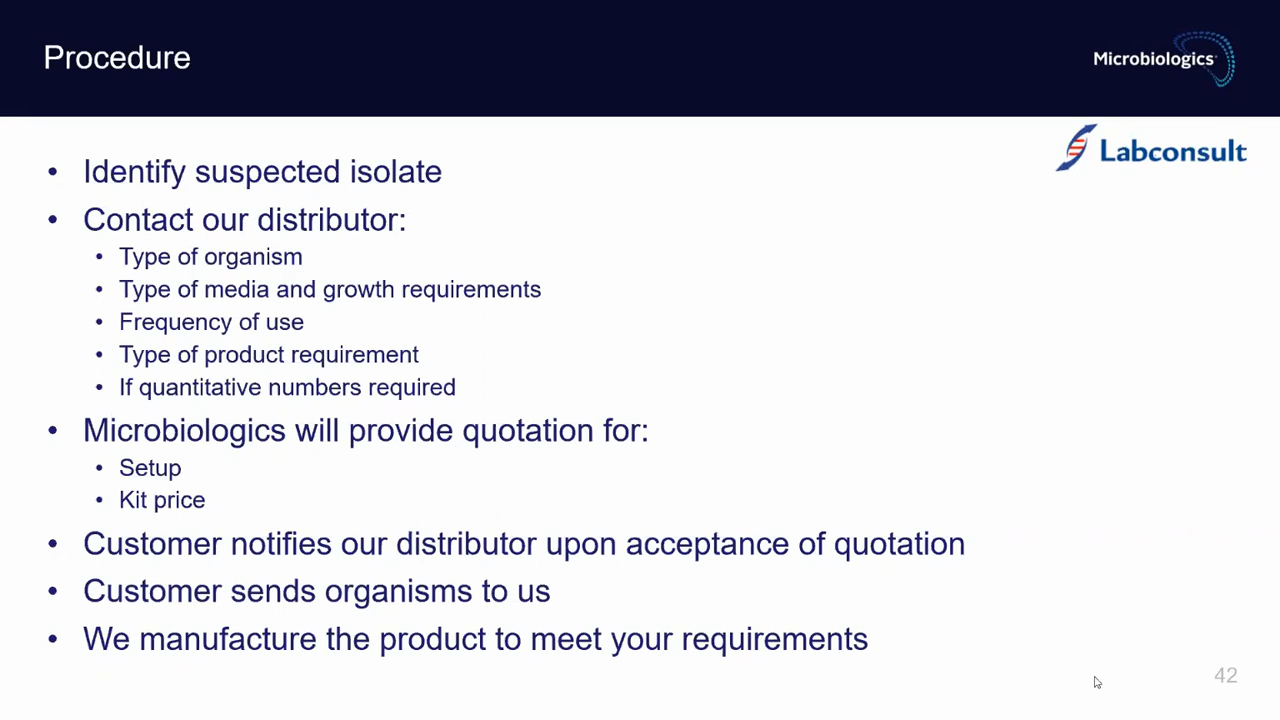 Procedure
Microbiologics
Labconsult
• Identify suspected isolate
• Contact our distributor:
• Type of organism
• Type of media and growth requirements
• Frequency of use
• Type of product requirement
• If quantitative numbers required
• Microbiologics will provide quotation for:
• Setup
• Kit price
• Customer notifies our distributor upon acceptance of quotation
• Customer sends organisms to us
• We manufacture the product to meet your requirements
42